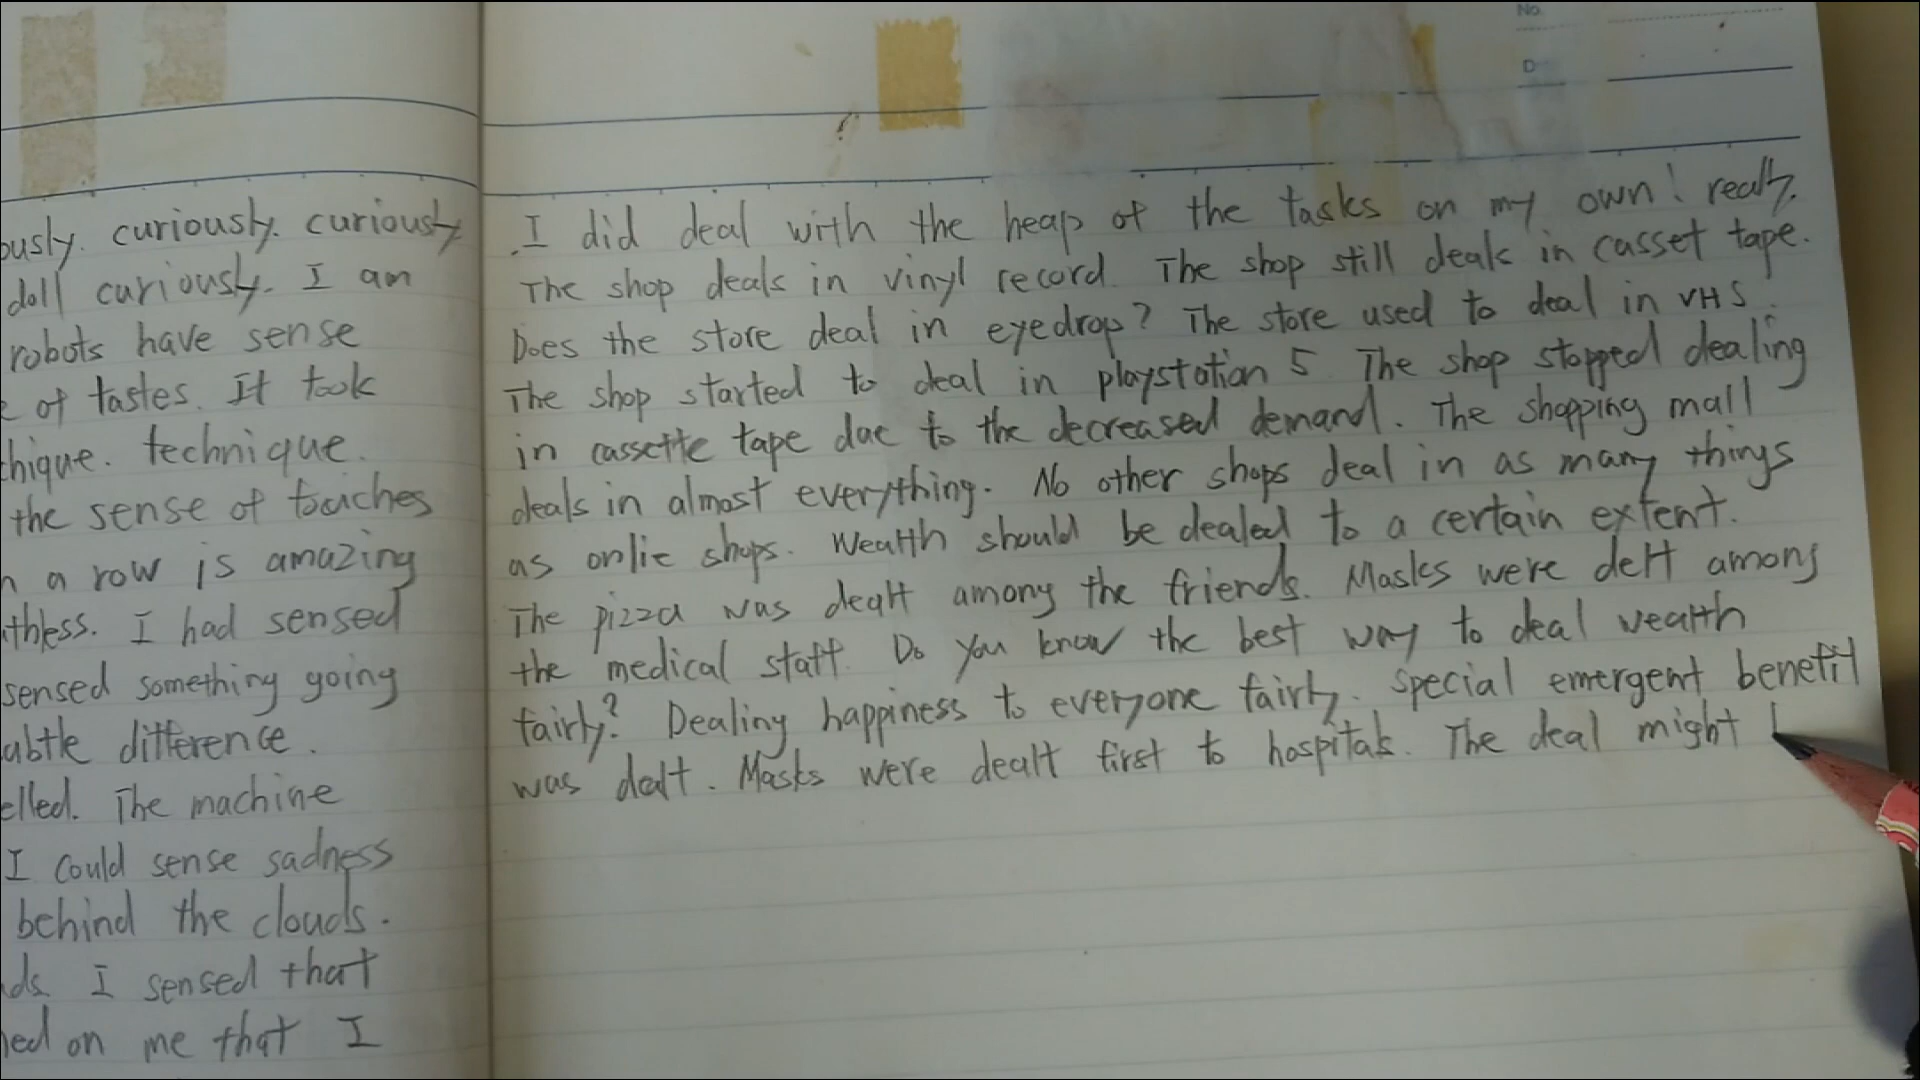 ously. curiously. curiously
doll curiously. I am
robots have sense
e of tastes. It took
chique. technique.
the sense of touches
n a row is amazing
thless. I had sensed
sensed something going
ubtle difference.
elled. The machine
I could sense sadness
behind the clouds.
ds. I sensed that
ned on me that I
No.
D
I did deal with the heap of the tasks on my own! really.
The shop deals in vinyl record. The shop still deals in casset tape.
Does the store deal in eyedrop? The store used to deal in VHS.
The shop started to deal in playstation 5. The shop stopped dealing
in cassette tape due to the decreased demand. The shopping mall
deals in almost everything. No other shops deal in as many things
as onlie shops. Wealth should be dealed to a certain extent.
The pizza was dealt among the friends. Masks were delt among
the medical staff. Do you know the best way to deal wealth
fairly? Dealing happiness to everyone fairly. Special emergent benefit
was dealt. Masks were dealt first to hospitals. The deal might